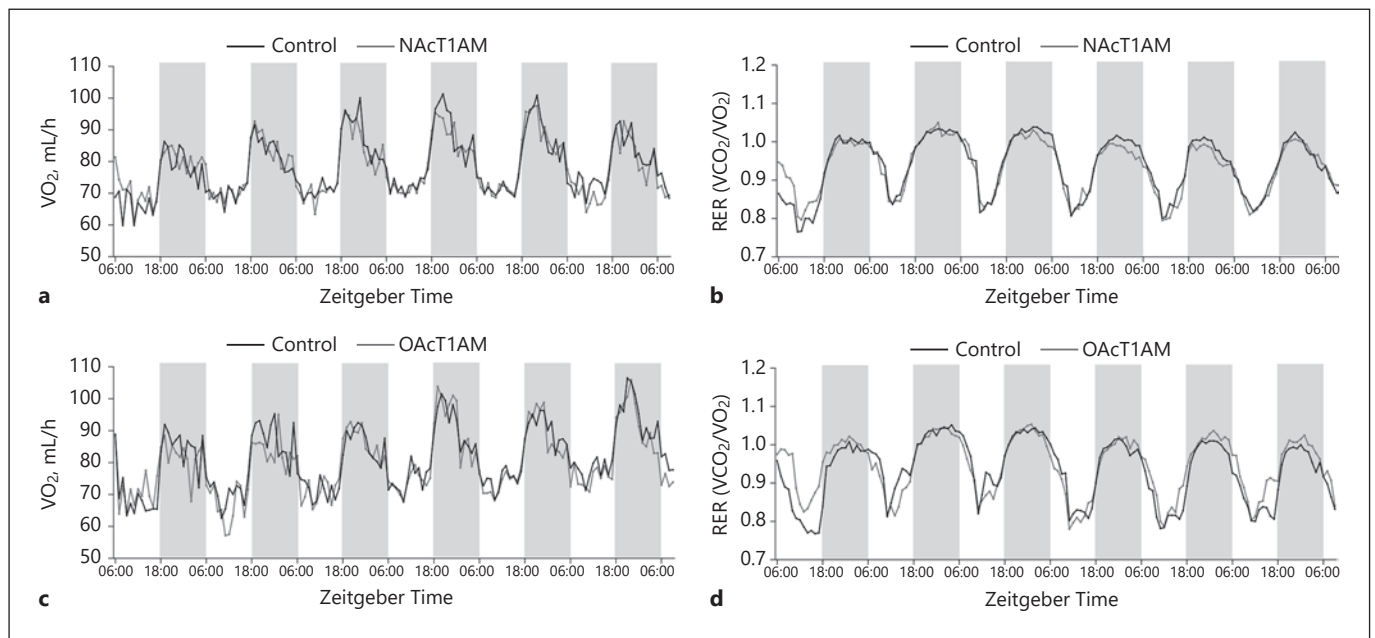 Control NAcT1AM
VO2, mL/h
110
100
90
80
70
60
50
06:00 18:00 06:00 18:00 06:00 18:00 06:00 18:00 06:00 18:00 06:00 18:00 06:00
Zeitgeber Time
a
Control NAcT1AM
RER (VCO2/VO2)
1.2
1.1
1.0
0.9
0.8
0.7
06:00 18:00 06:00 18:00 06:00 18:00 06:00 18:00 06:00 18:00 06:00 18:00 06:00
Zeitgeber Time
b
Control OAcT1AM
VO2, mL/h
110
100
90
80
70
60
50
06:00 18:00 06:00 18:00 06:00 18:00 06:00 18:00 06:00 18:00 06:00 18:00 06:00
Zeitgeber Time
c
Control OAcT1AM
RER (VCO2/VO2)
1.2
1.1
1.0
0.9
0.8
0.7
06:00 18:00 06:00 18:00 06:00 18:00 06:00 18:00 06:00 18:00 06:00 18:00 06:00
Zeitgeber Time
d